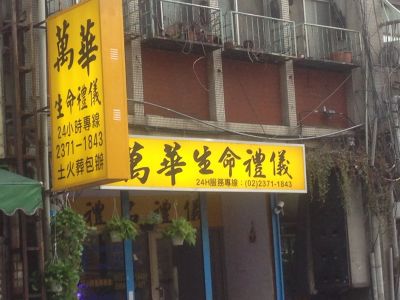 萬華
生命禮儀
24小時專線
2371-1843
土火葬包辦
萬華生命禮儀
24H服務專線：(02)2371-1843